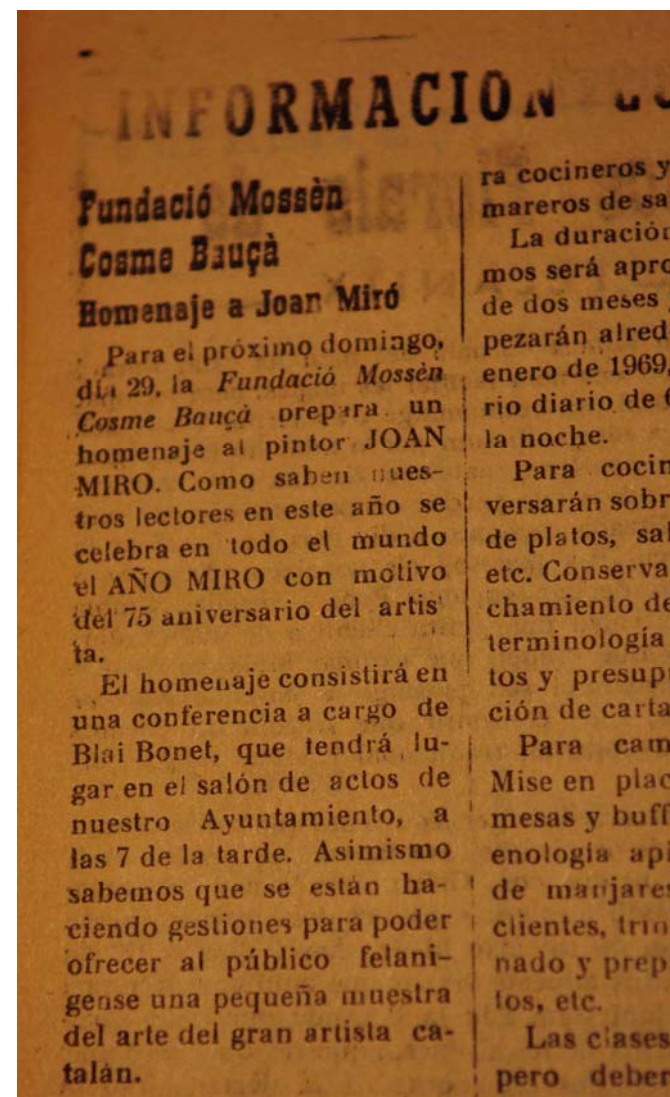 INFORMACION
Fundació Mossèn
Cosme Bauçà
Homenaje a Joan Miró
Para el próximo domingo,
día 29, la Fundació Mossèn
Cosme Bauçà prepara un
homenaje al pintor JOAN
MIRO. Como saben nues-
tros lectores en este año se
celebra en todo el mundo
el AÑO MIRO con motivo
del 75 aniversario del artis-
ta.
El homenaje consistirá en
una conferencia a cargo de
Blai Bonet, que tendrá lu-
gar en el salón de actos de
nuestro Ayuntamiento, a
las 7 de la tarde. Asimismo
sabemos que se están ha-
ciendo gestiones para poder
ofrecer al público felani-
gense una pequeña muestra
del arte del gran artista ca-
talán.
ra cocineros y
mareros de sa
La duración
mos será apro
de dos meses
pezarán alred
enero de 1969,
rio diario de
la noche.
Para cocin
versarán sobr
de platos, sal
etc. Conserva
chamiento de
terminología
tos y presup
ción de carta
Para cam
Mise en plac
mesas y buff
enología api
de manjares
clientes, trin
nado y prep
tos, etc.
Las clases
pero deber